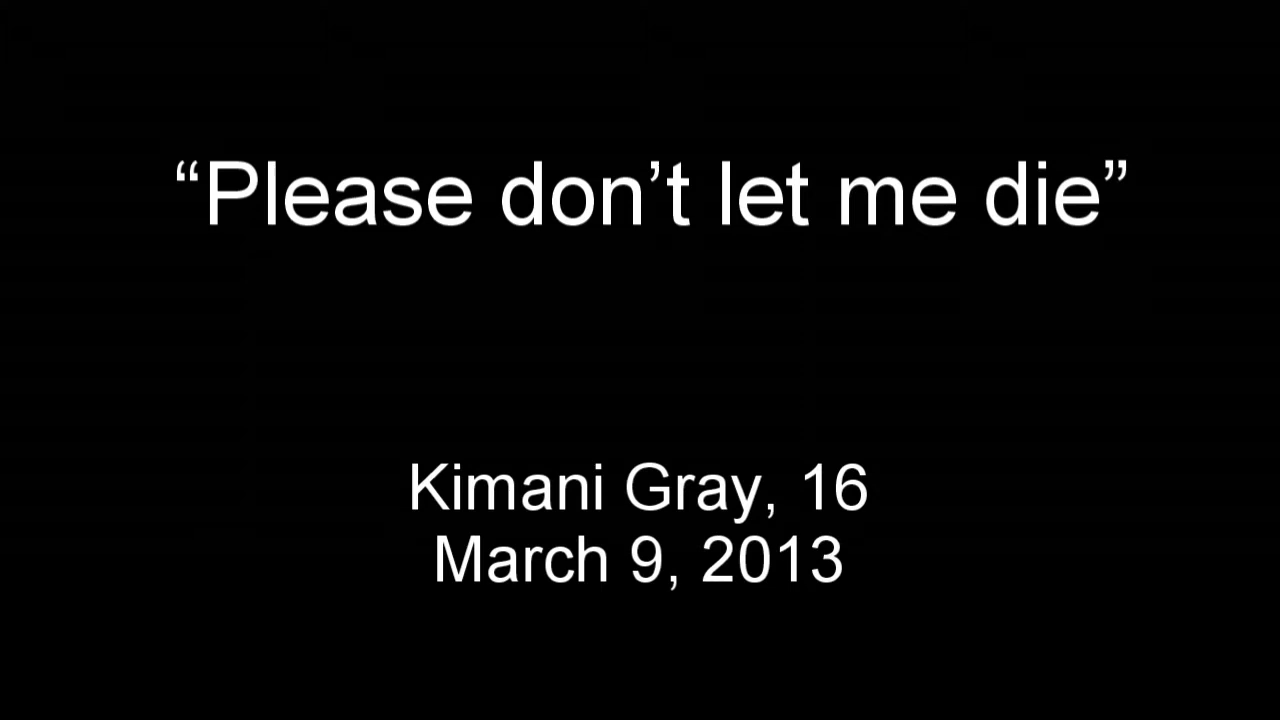 “Please don’t let me die”
Kimani Gray, 16
March 9, 2013